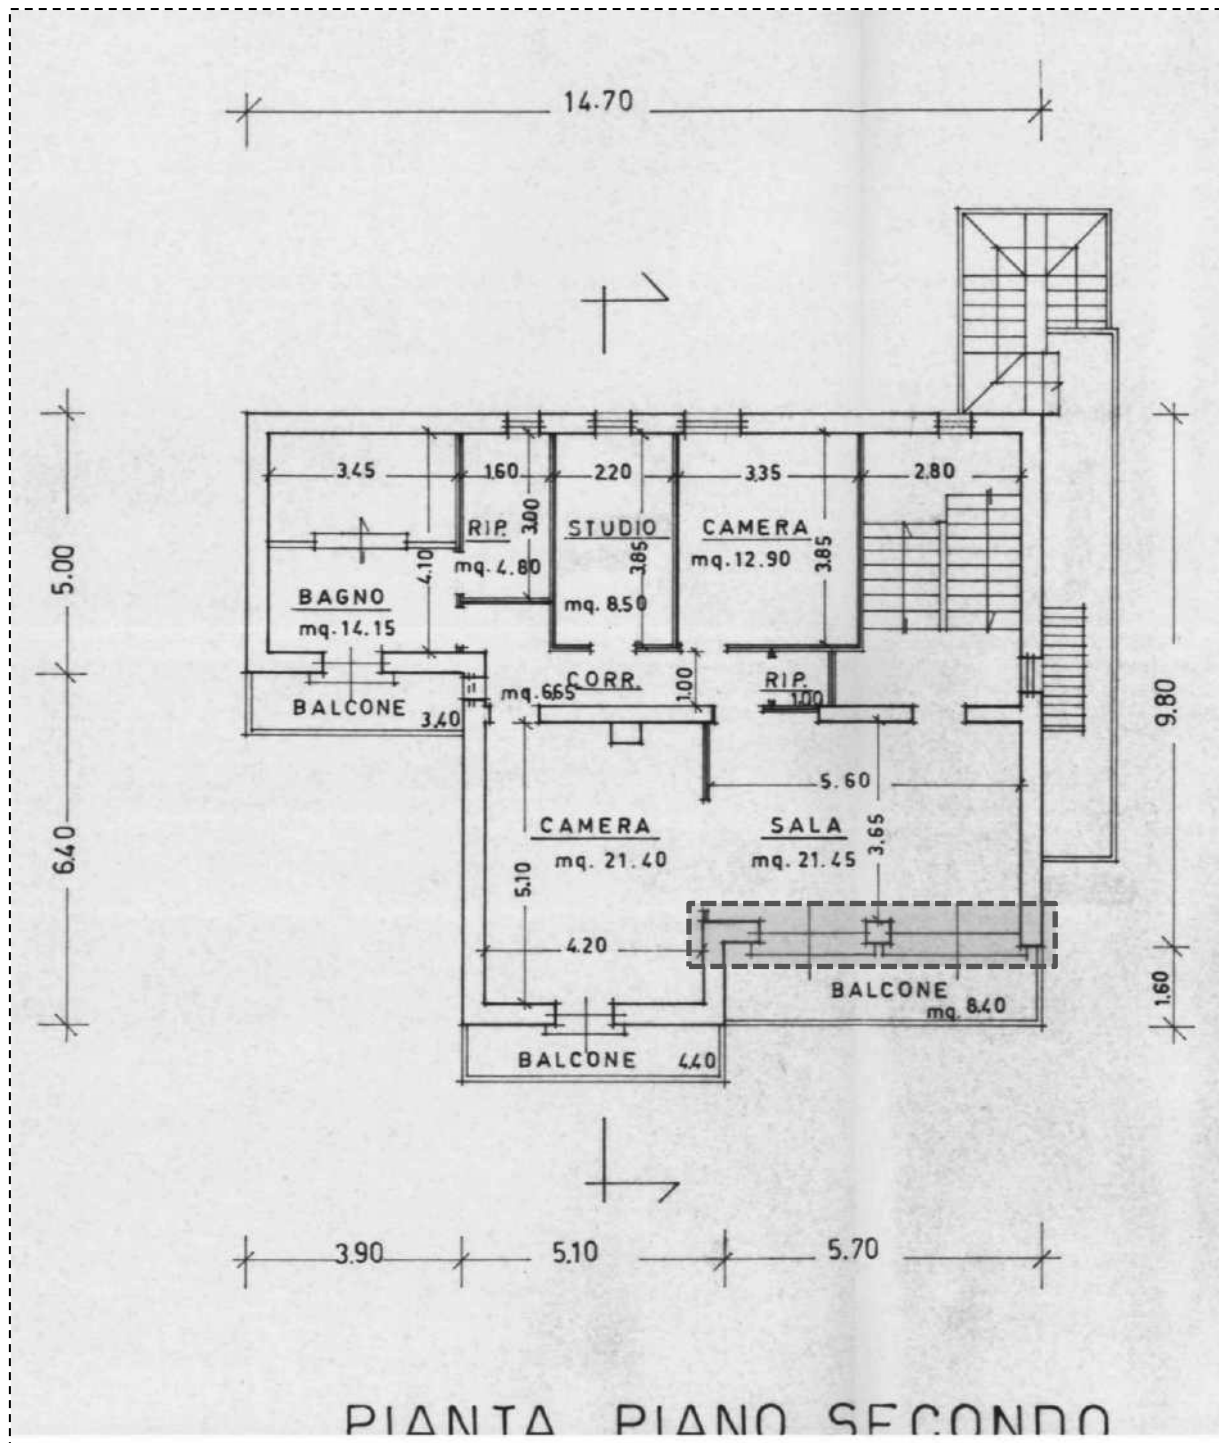 14.70
3.45
1.60
2.20
3.35
2.80
RIP.
3.00
STUDIO
CAMERA
mq. 4.80
4.10
3.85
mq. 12.90
3.85
5.00
BAGNO
mq. 14.15
mq. 8.50
CORR.
mq. 6.65
1.00
RIP.
1.00
BALCONE
3.40
9.80
5.60
6.40
CAMERA
mq. 21.40
SALA
mq. 21.45
3.65
5.10
4.20
BALCONE
mq. 8.40
1.60
BALCONE
4.40
3.90
5.10
5.70
PIANTA PIANO SECONDO